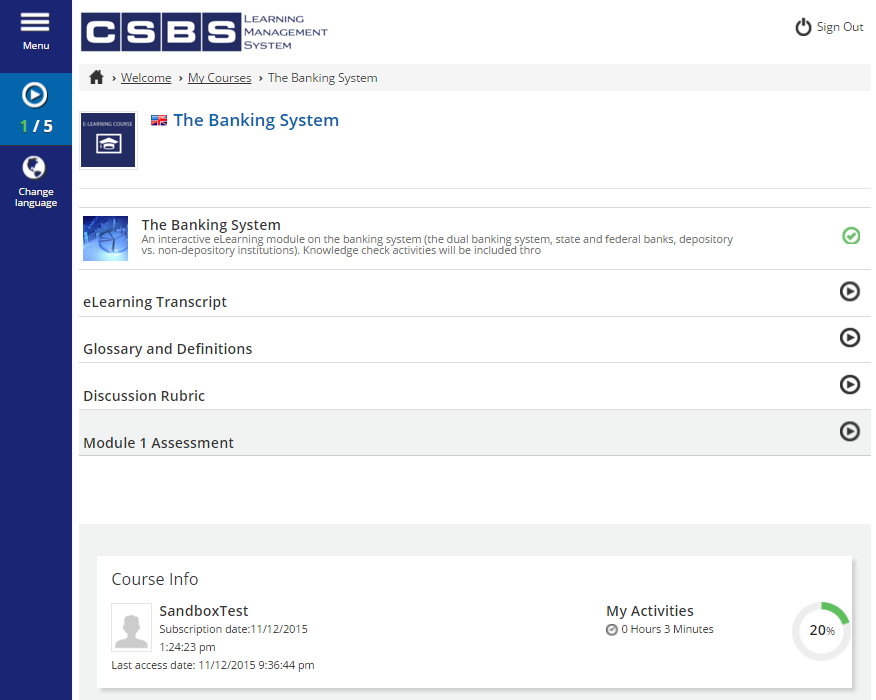 Menu
1 / 5
Change
language
CSBS LEARNING
MANAGEMENT
SYSTEM
Sign Out
› Welcome › My Courses › The Banking System
E-LEARNING COURSE
The Banking System
The Banking System
An interactive eLearning module on the banking system (the dual banking system, state and federal banks, depository
vs. non-depository institutions). Knowledge check activities will be included thro
eLearning Transcript
Glossary and Definitions
Discussion Rubric
Module 1 Assessment
Course Info
SandboxTest
Subscription date:11/12/2015
1:24:23 pm
Last access date: 11/12/2015 9:36:44 pm
My Activities
0 Hours 3 Minutes
20%